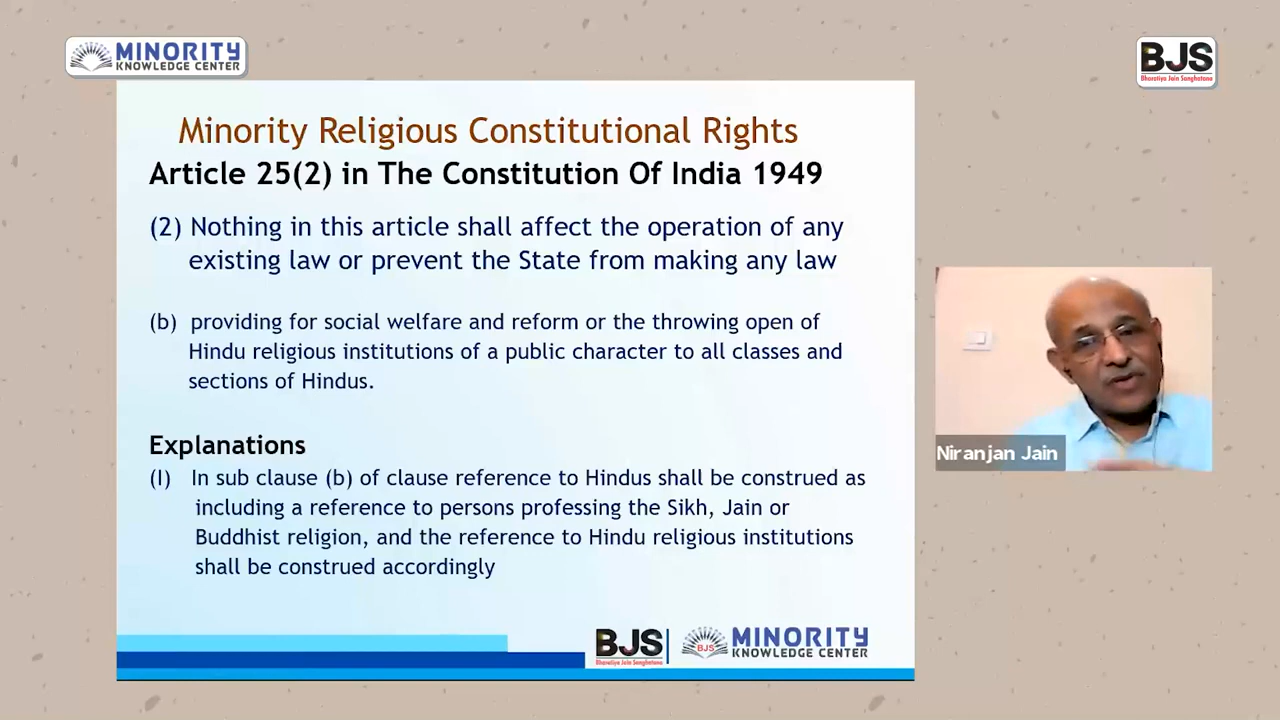 MINORITY
KNOWLEDGE CENTER
BJS
Bharatiya Jain Sanghatana
Minority Religious Constitutional Rights
Article 25(2) in The Constitution Of India 1949
(2) Nothing in this article shall affect the operation of any
existing law or prevent the State from making any law
(b) providing for social welfare and reform or the throwing open of
Hindu religious institutions of a public character to all classes and
sections of Hindus.
Explanations
(I) In sub clause (b) of clause reference to Hindus shall be construed as
including a reference to persons professing the Sikh, Jain or
Buddhist religion, and the reference to Hindu religious institutions
shall be construed accordingly
Niranjan Jain
BJS
Bharatiya Jain Sanghatana
BJS
MINORITY
KNOWLEDGE CENTER